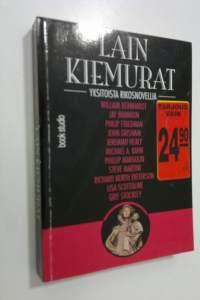 LAIN
KIEMURAT
YKSITOISTA RIKOSNOVELLIA
WILLIAM BERNHARDT
JAY BRANDON
PHILIP FRIEDMAN
JOHN GRISHAM
JEREMIAH HEALY
MICHAEL A. KAHN
PHILLIP MARGOLIN
STEVE MARTINI
RICHARD NORTH PATTERSON
LISA SCOTTOLINE
GRIF STOCKLEY
book studio
TARJOUS
VAIN
24 90